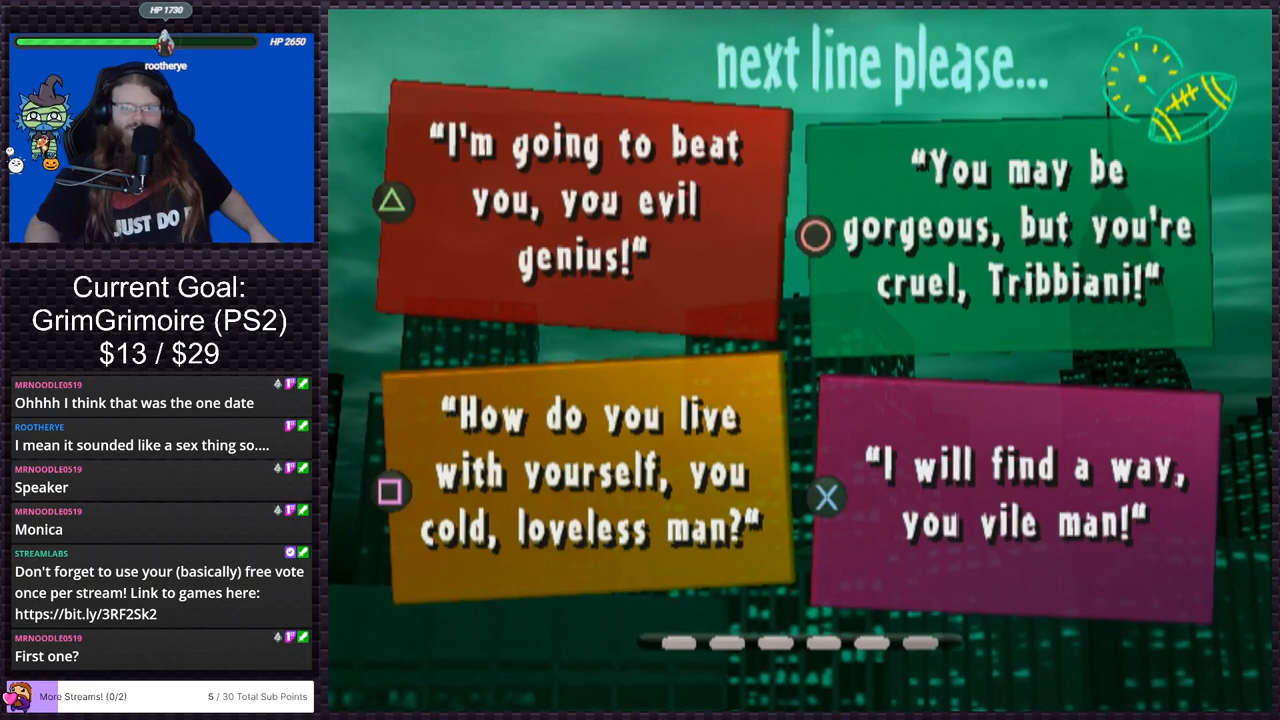 HP 1730
HP 2650
rootherye
JUST DO
Current Goal:
GrimGrimoire (PS2)
$13 / $29
MRNOODLE0519
Ohhhh I think that was the one date
ROOTHERYE
I mean it sounded like a sex thing so....
MRNOODLE0519
Speaker
MRNOODLE0519
Monica
STREAMLABS
Don't forget to use your (basically) free vote
once per stream! Link to games here:
https://bit.ly/3RF2Sk2
MRNOODLE0519
First one?
More Streams! (0/2)
5 / 30 Total Sub Points
next line please...
"I'm going to beat
you, you evil
genius!"
"You may be
gorgeous, but you're
cruel, Tribbiani!"
"How do you live
with yourself, you
cold, loveless man?"
"I will find a way,
you vile man!"